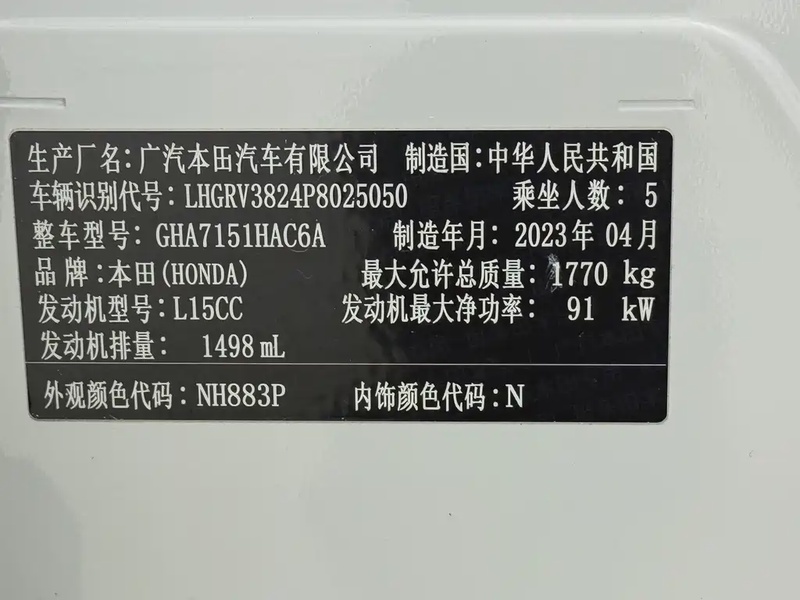 生产厂名:广汽本田汽车有限公司 制造国:中华人民共和国
车辆识别代号:LHGRV3824P8025050 乘坐人数:5
整车型号:GHA7151HAC6A 制造年月:2023年04月
品牌:本田(HONDA) 最大允许总质量:1770 kg
发动机型号:L15CC 发动机最大净功率: 91 kW
发动机排量: 1498 mL
外观颜色代码:NH883P 内饰颜色代码:N